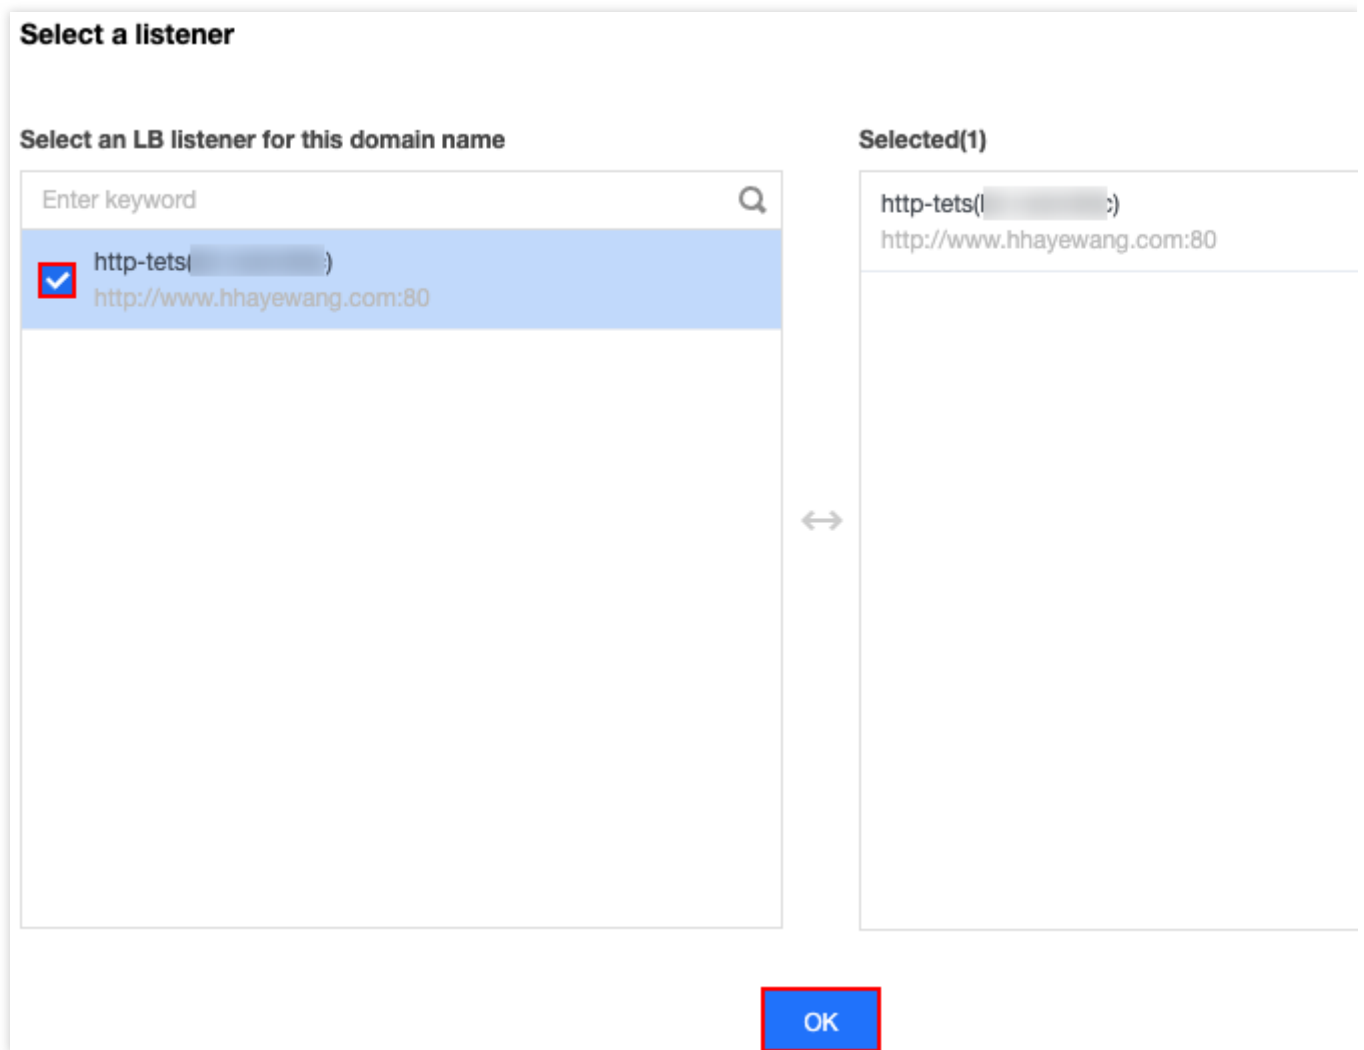 Select a listener
Select an LB listener for this domain name
Enter keyword
http-tets( )
http://www.hhayewang.com:80
Selected(1)
http-tets( )
http://www.hhayewang.com:80
OK